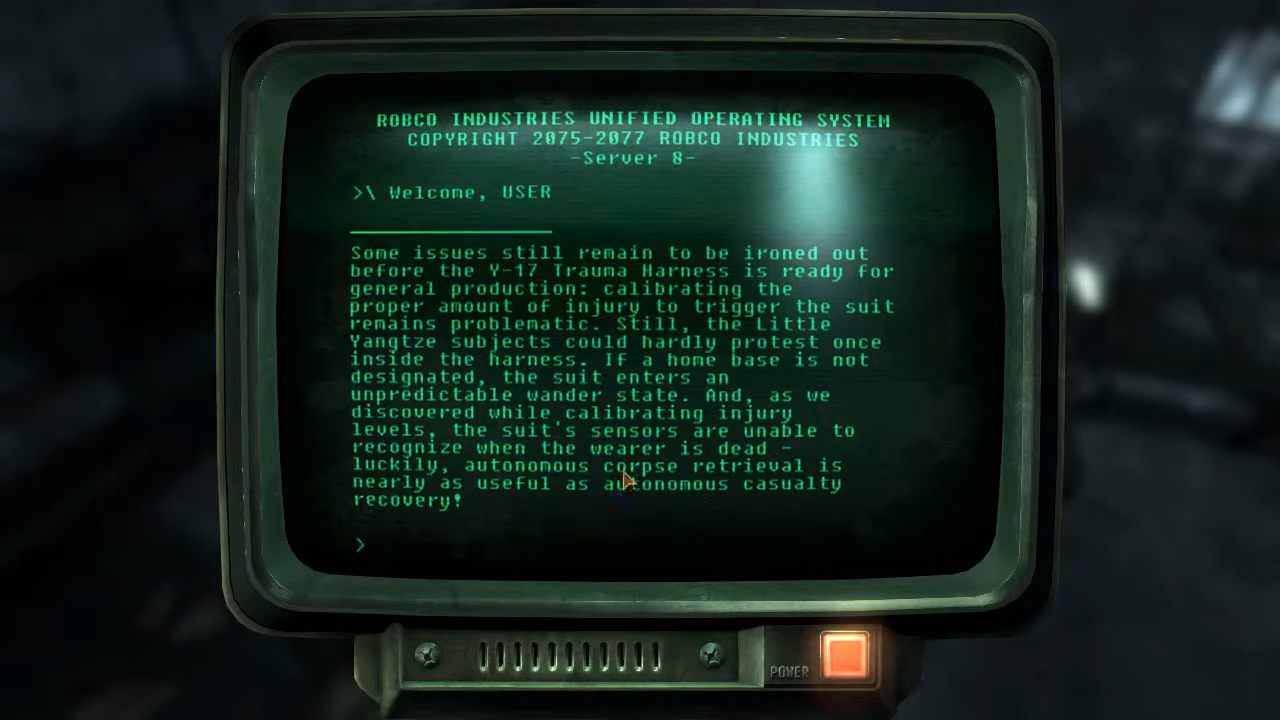 ROBCO INDUSTRIES UNIFIED OPERATING SYSTEM
COPYRIGHT 2075-2077 ROBCO INDUSTRIES
-Server 8-
>\ Welcome, USER
Some issues still remain to be ironed out
before the Y-17 Trauma Harness is ready for
general production: calibrating the
proper amount of injury to trigger the suit
remains problematic. Still, the Little
Yangtze subjects could hardly protest once
inside the harness. If a home base is not
designated, the suit enters an
unpredictable wander state. And, as we
discovered while calibrating injury
levels, the suit's sensors are unable to
recognize when the wearer is dead -
luckily, autonomous corpse retrieval is
nearly as useful as autonomous casualty
recovery!
>
POWER